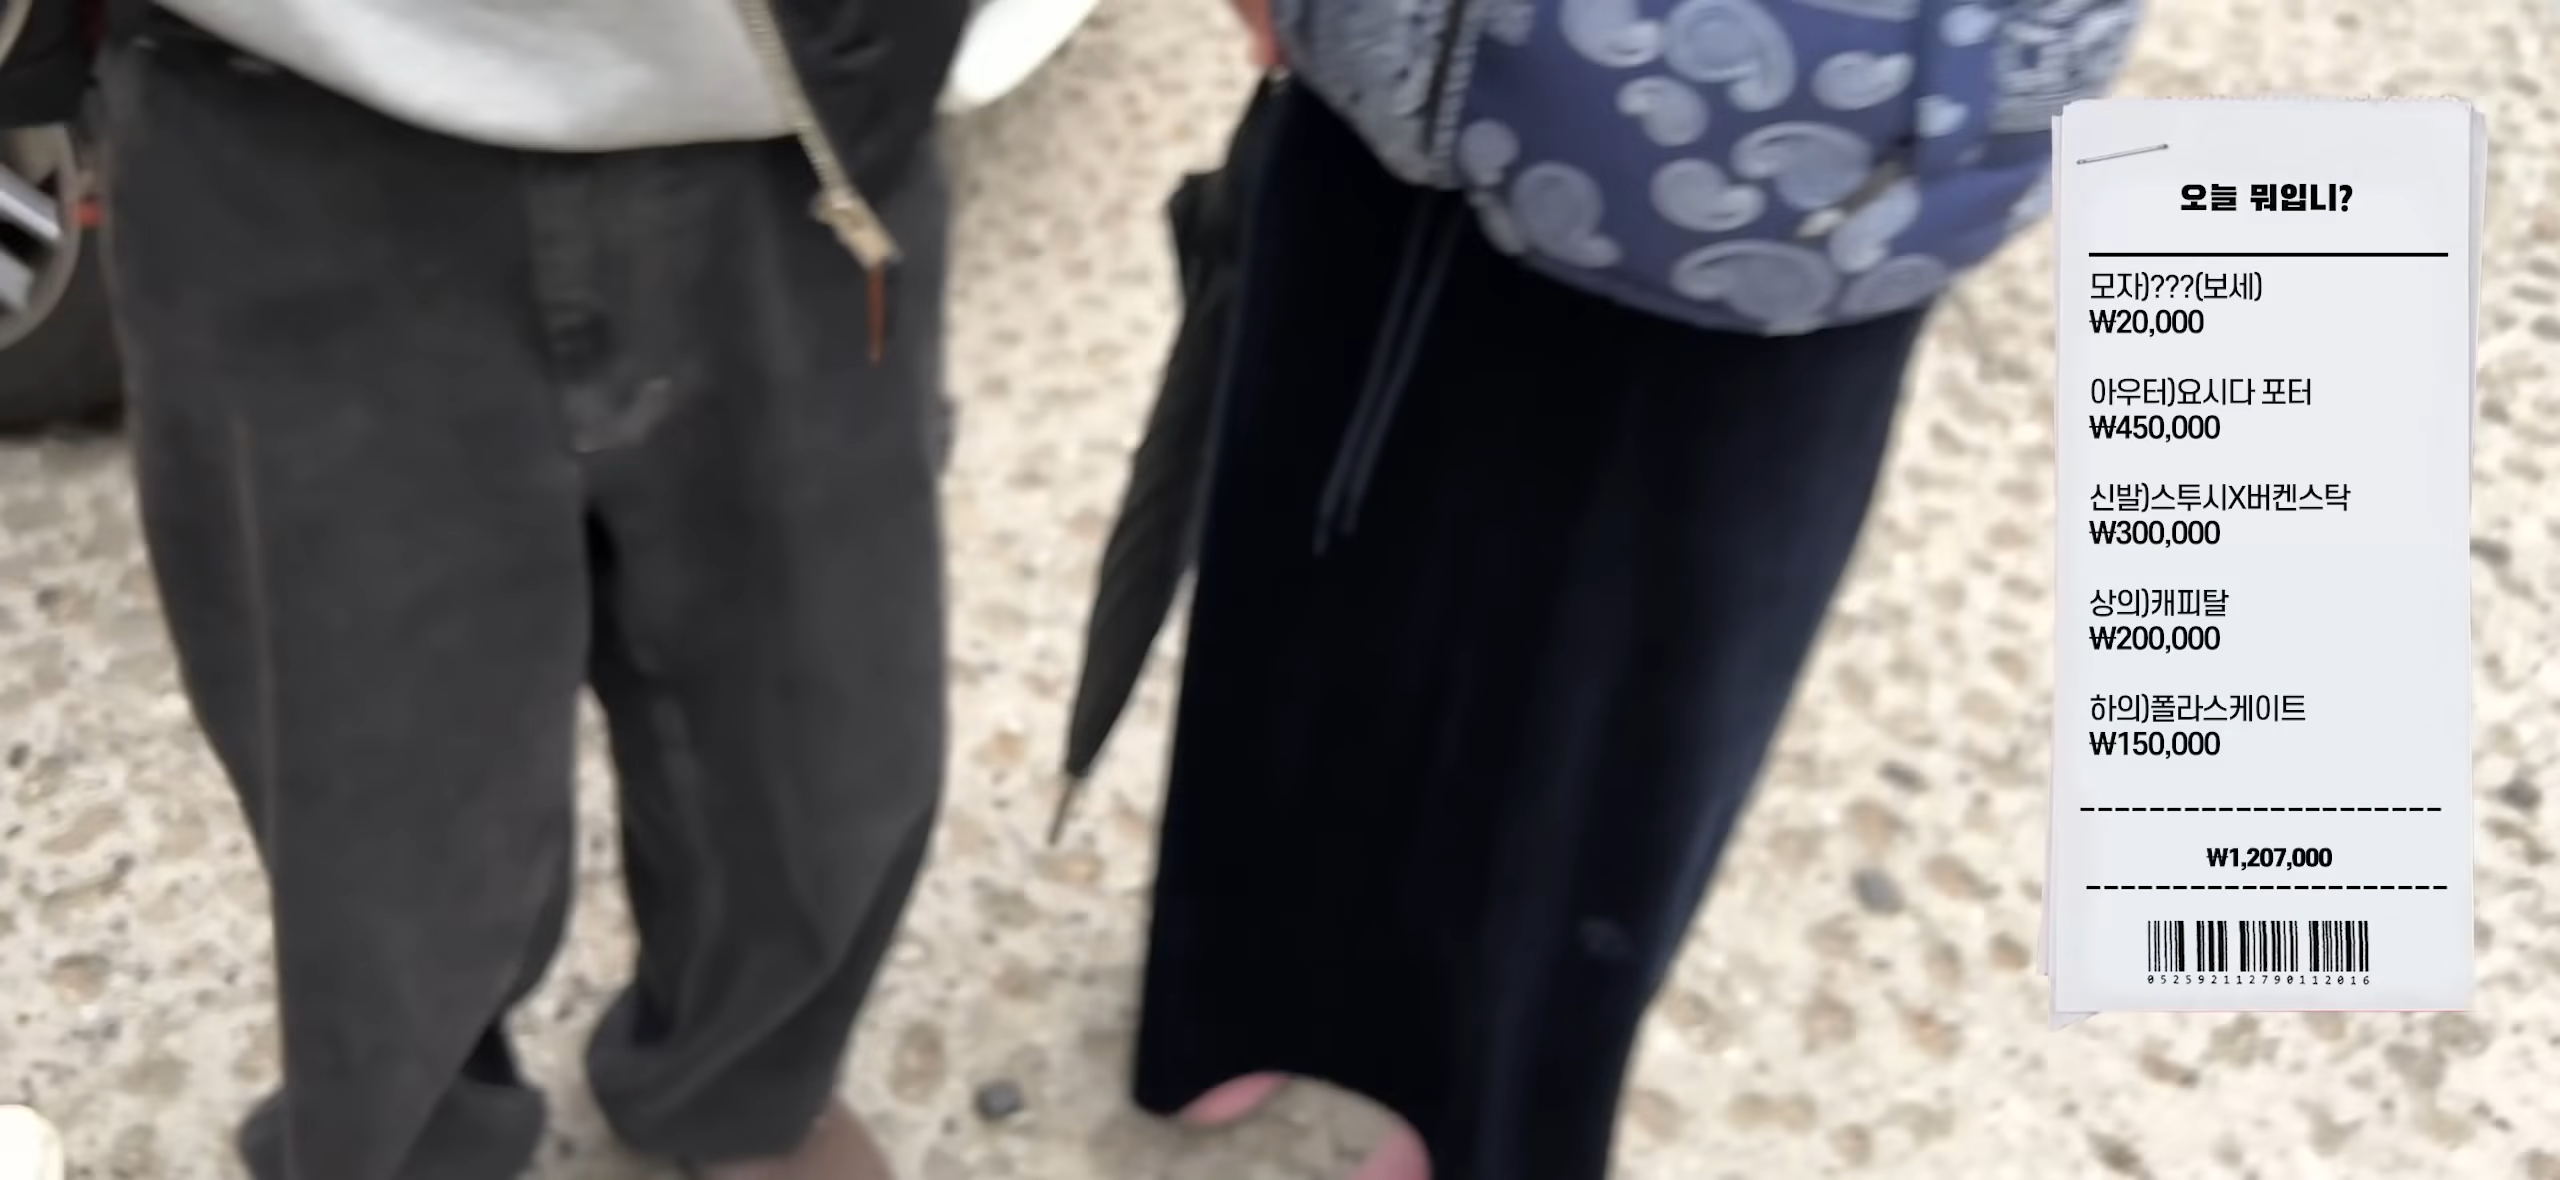 오늘 뭐입니?
모자)???(보세)
₩20,000
아우터)요시다 포터
₩450,000
신발)스투시X버켄스탁
₩300,000
상의)캐피탈
₩200,000
하의)폴라스케이트
₩150,000
₩1,207,000
052592112790112016